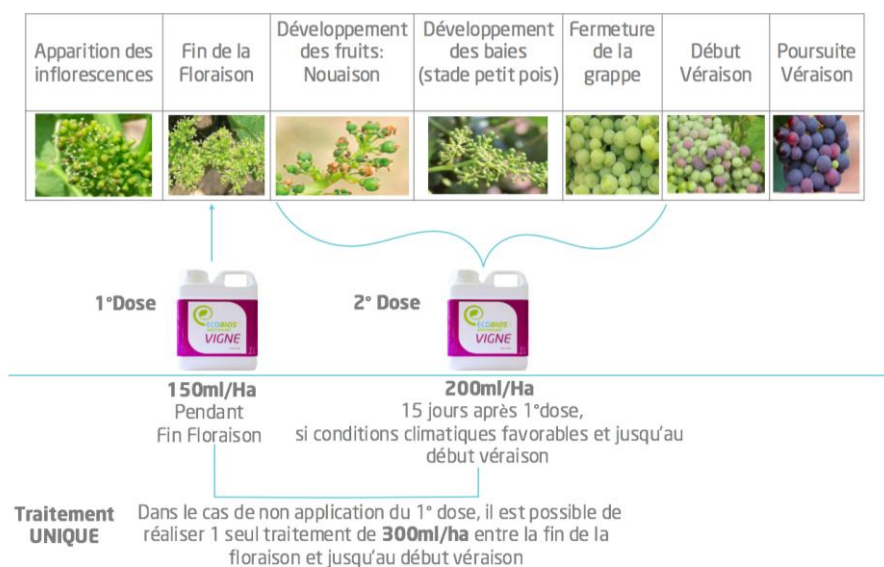 Apparition des
inflorescences
Fin de la
Floraison
Développement
des fruits:
Nouaison
Développement
des baies
(stade petit pois)
Fermeture
de la
grappe
Début
Véraison
Poursuite
Véraison
1°Dose
ECOBIOS
VIGNE
2° Dose
ECOBIOS
VIGNE
150ml/Ha
Pendant
Fin Floraison
200ml/Ha
15 jours après 1°dose,
si conditions climatiques favorables et jusqu'au
début véraison
Traitement
UNIQUE
Dans le cas de non application du 1° dose, il est possible de
réaliser 1 seul traitement de 300ml/ha entre la fin de la
floraison et jusqu'au début véraison